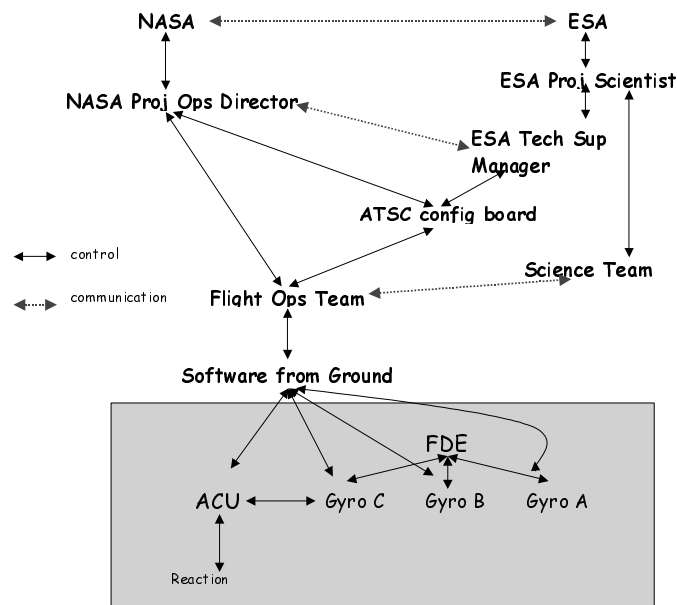 NASA
ESA
ESA Proj Scientist
NASA Proj Ops Director
ESA Tech Sup
Manager
ATSC config board
control
communication
Science Team
Flight Ops Team
Software from Ground
FDE
ACU
Gyro C
Gyro B
Gyro A
Reaction